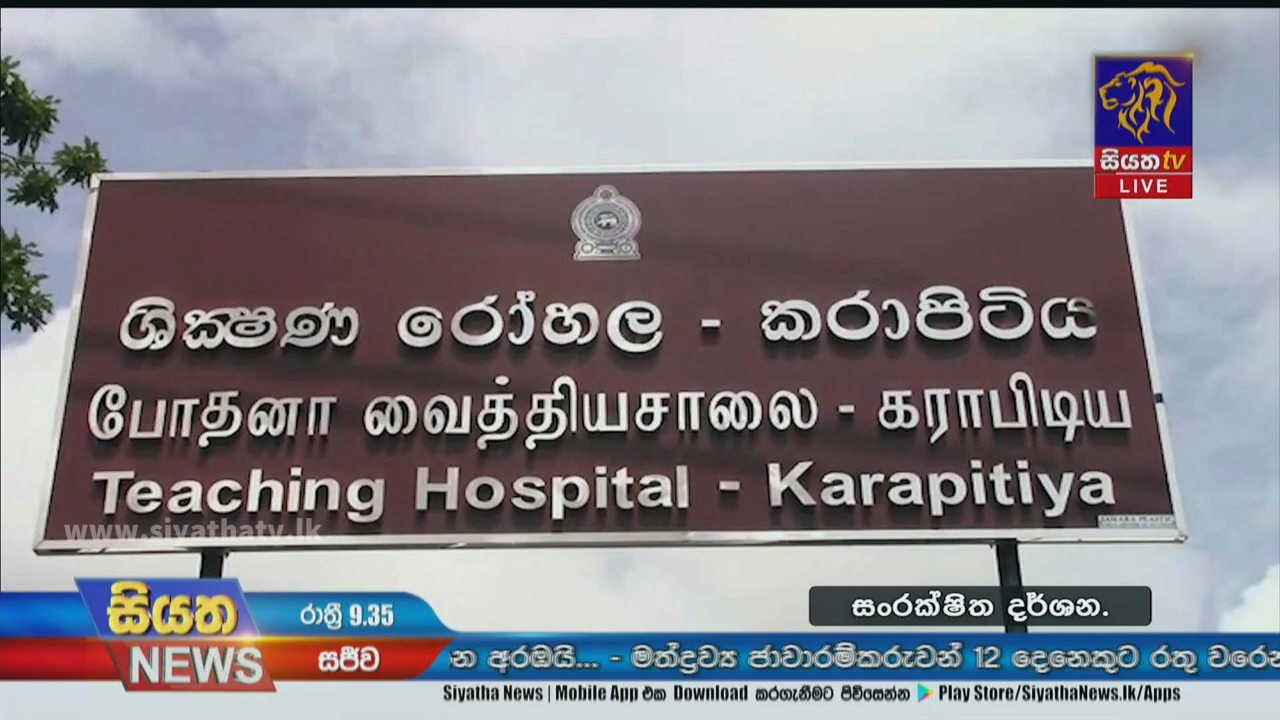 සියත tv
LIVE
ශික්ෂණ රෝහල - කරාපිටිය
போதனா வைத்தியசாலை - கராபிடிய
Teaching Hospital - Karapitiya
www.siyathatv.lk
සංරක්ෂිත දර්ශන.
සියත
NEWS
රාත්‍රී 9.35
සජීව
න අරඹයි... - මත්ද්‍රව්‍ය ජාවාරම්කරුවන් 12 දෙනෙකුට රතු වරෙන්
Siyatha News | Mobile App එක Download කරගැනීමට පිවිසෙන්න Play Store/SiyathaNews.lk/Apps